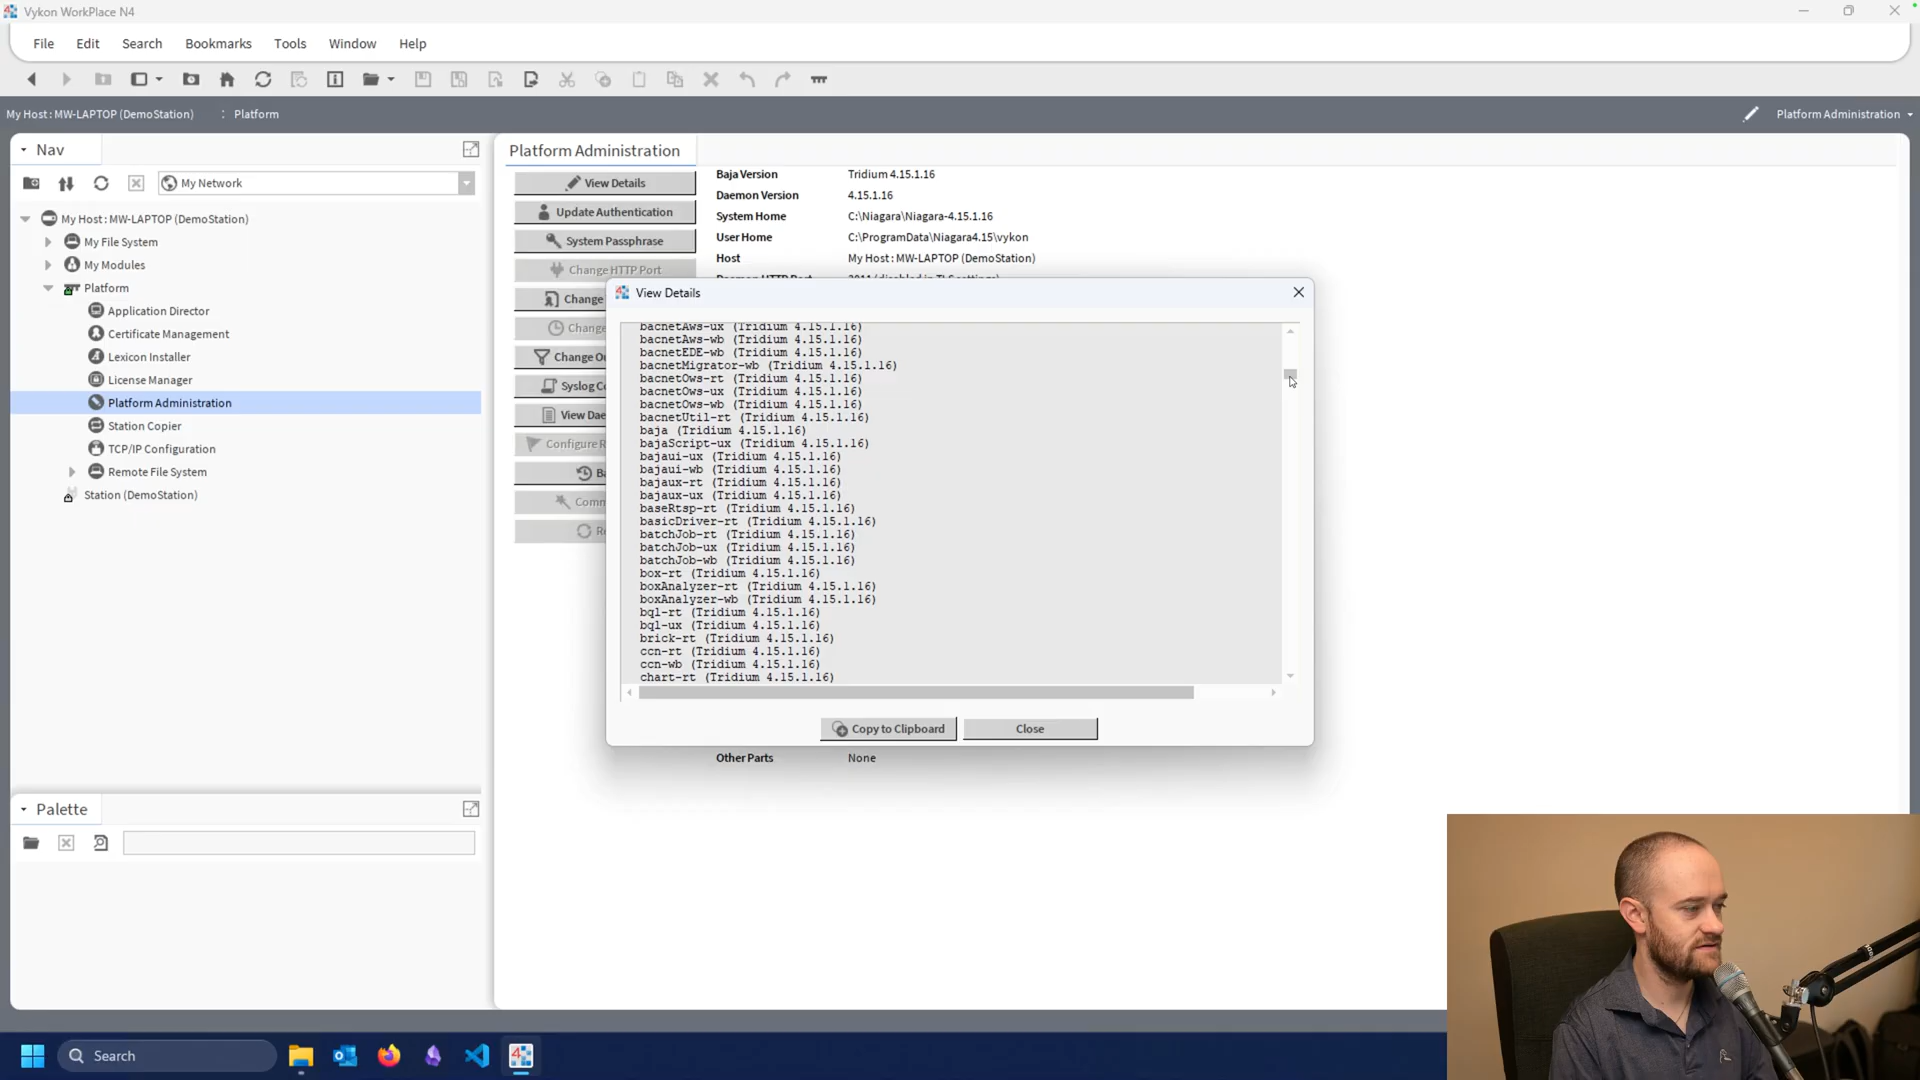 Vykon WorkPlace N4
File Edit Search Bookmarks Tools Window Help
My Host : MW-LAPTOP (DemoStation) : Platform
Platform Administration
Nav
My Network
My Host : MW-LAPTOP (DemoStation)
My File System
My Modules
Platform
Application Director
Certificate Management
Lexicon Installer
License Manager
Platform Administration
Station Copier
TCP/IP Configuration
Remote File System
Station (DemoStation)
Palette
Platform Administration
View Details
Update Authentication
System Passphrase
Change HTTP Port
Change
Change
Change Ou
Syslog Co
View Dae
Configure R
Ba
Comm
Re
Baja Version Tridium 4.15.1.16
Daemon Version 4.15.1.16
System Home C:\Niagara\Niagara-4.15.1.16
User Home C:\ProgramData\Niagara4.15\vykon
Host My Host : MW-LAPTOP (DemoStation)
View Details
bacnetAws-ux (Tridium 4.15.1.16)
bacnetAws-wb (Tridium 4.15.1.16)
bacnetEDE-wb (Tridium 4.15.1.16)
bacnetMigrator-wb (Tridium 4.15.1.16)
bacnetOws-rt (Tridium 4.15.1.16)
bacnetOws-ux (Tridium 4.15.1.16)
bacnetOws-wb (Tridium 4.15.1.16)
bacnetUtil-rt (Tridium 4.15.1.16)
baja (Tridium 4.15.1.16)
bajaScript-ux (Tridium 4.15.1.16)
bajaui-ux (Tridium 4.15.1.16)
bajaui-wb (Tridium 4.15.1.16)
bajaux-rt (Tridium 4.15.1.16)
bajaux-ux (Tridium 4.15.1.16)
baseRtsp-rt (Tridium 4.15.1.16)
basicDriver-rt (Tridium 4.15.1.16)
batchJob-rt (Tridium 4.15.1.16)
batchJob-ux (Tridium 4.15.1.16)
batchJob-wb (Tridium 4.15.1.16)
box-rt (Tridium 4.15.1.16)
boxAnalyzer-rt (Tridium 4.15.1.16)
boxAnalyzer-wb (Tridium 4.15.1.16)
bql-rt (Tridium 4.15.1.16)
bql-ux (Tridium 4.15.1.16)
brick-rt (Tridium 4.15.1.16)
ccn-rt (Tridium 4.15.1.16)
ccn-wb (Tridium 4.15.1.16)
chart-rt (Tridium 4.15.1.16)
Copy to Clipboard Close
Other Parts None
Search